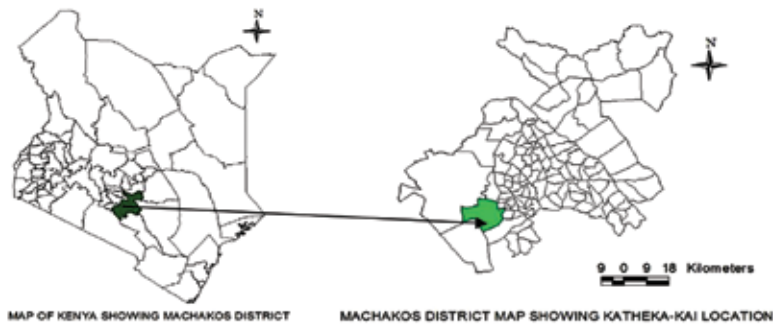 N
N
9 0 9 18 Kilometers
MAP OF KENYA SHOWING MACHAKOS DISTRICT
MACHAKOS DISTRICT MAP SHOWING KATHEKA-KAI LOCATION